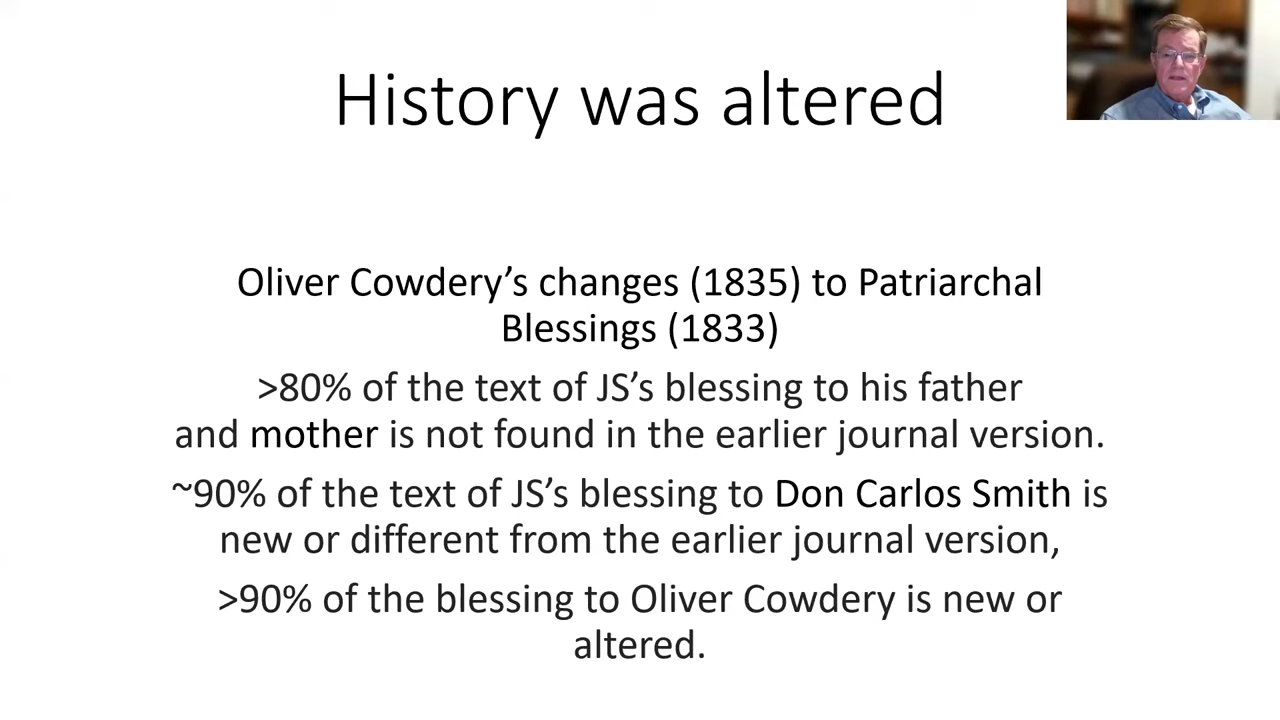 History was altered
Oliver Cowdery’s changes (1835) to Patriarchal
Blessings (1833)
>80% of the text of JS’s blessing to his father
and mother is not found in the earlier journal version.
~90% of the text of JS’s blessing to Don Carlos Smith is
new or different from the earlier journal version,
>90% of the blessing to Oliver Cowdery is new or
altered.